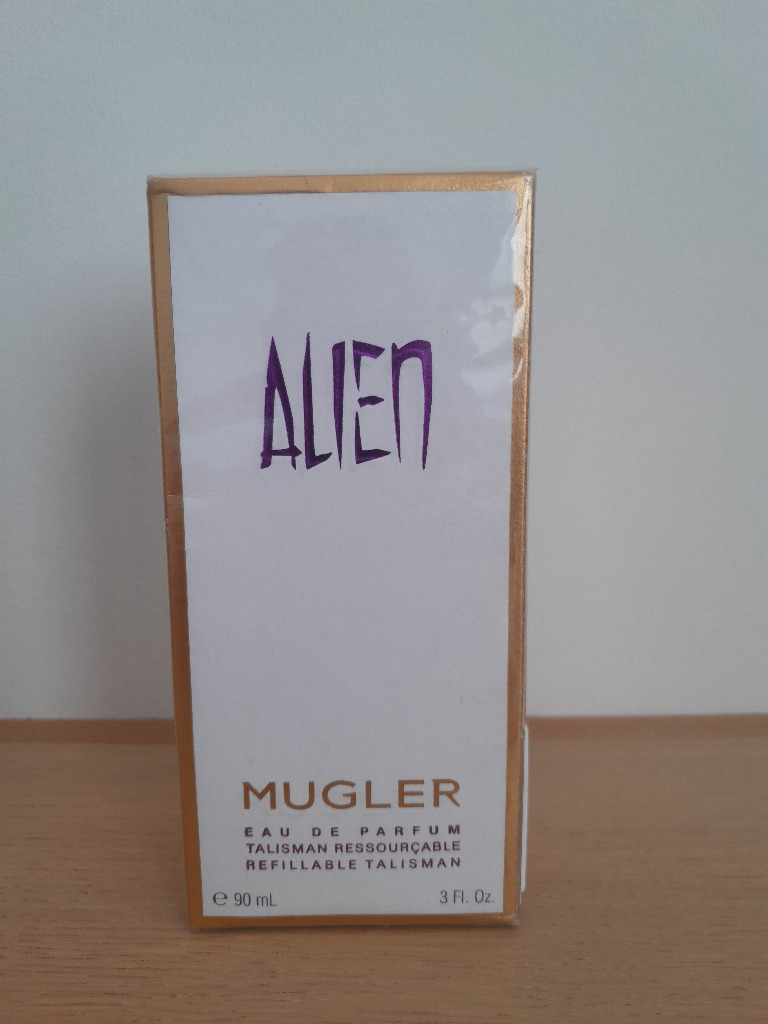 ALIEN
MUGLER
EAU DE PARFUM
TALISMAN RESSOURÇABLE
REFILLABLE TALISMAN
℮ 90 mL 3 Fl. Oz.